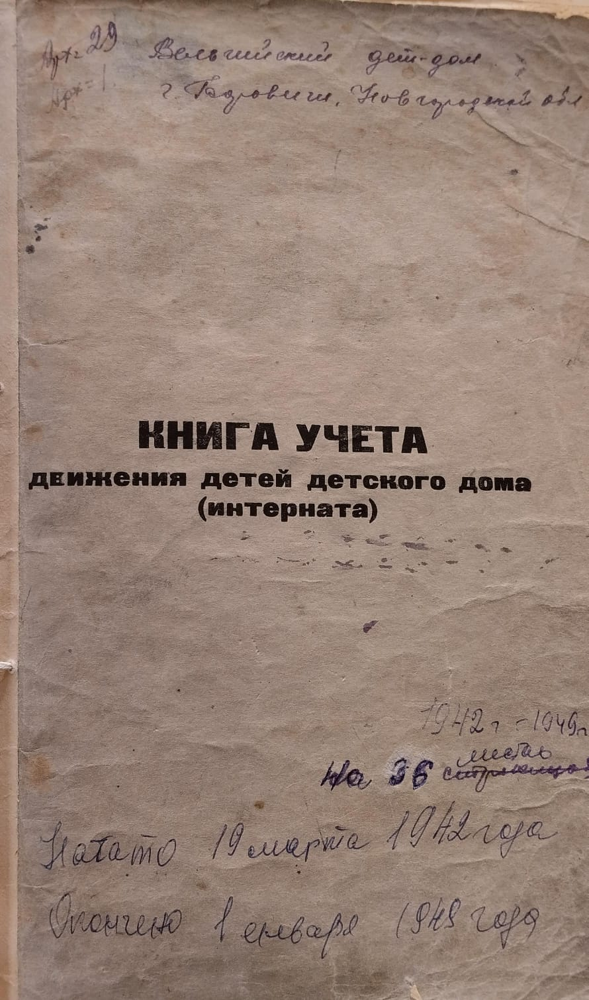 Арх = 29
Арх = 1.
Вельгийский дет-дом
г. Боровичи, Новгородской обл
КНИГА УЧЕТА
движения детей детского дома
(интерната)
1942 г - 1949 г
листах
на 36 страницах
Начато 19 марта 1942 года
Окончено 1 января 1949 года